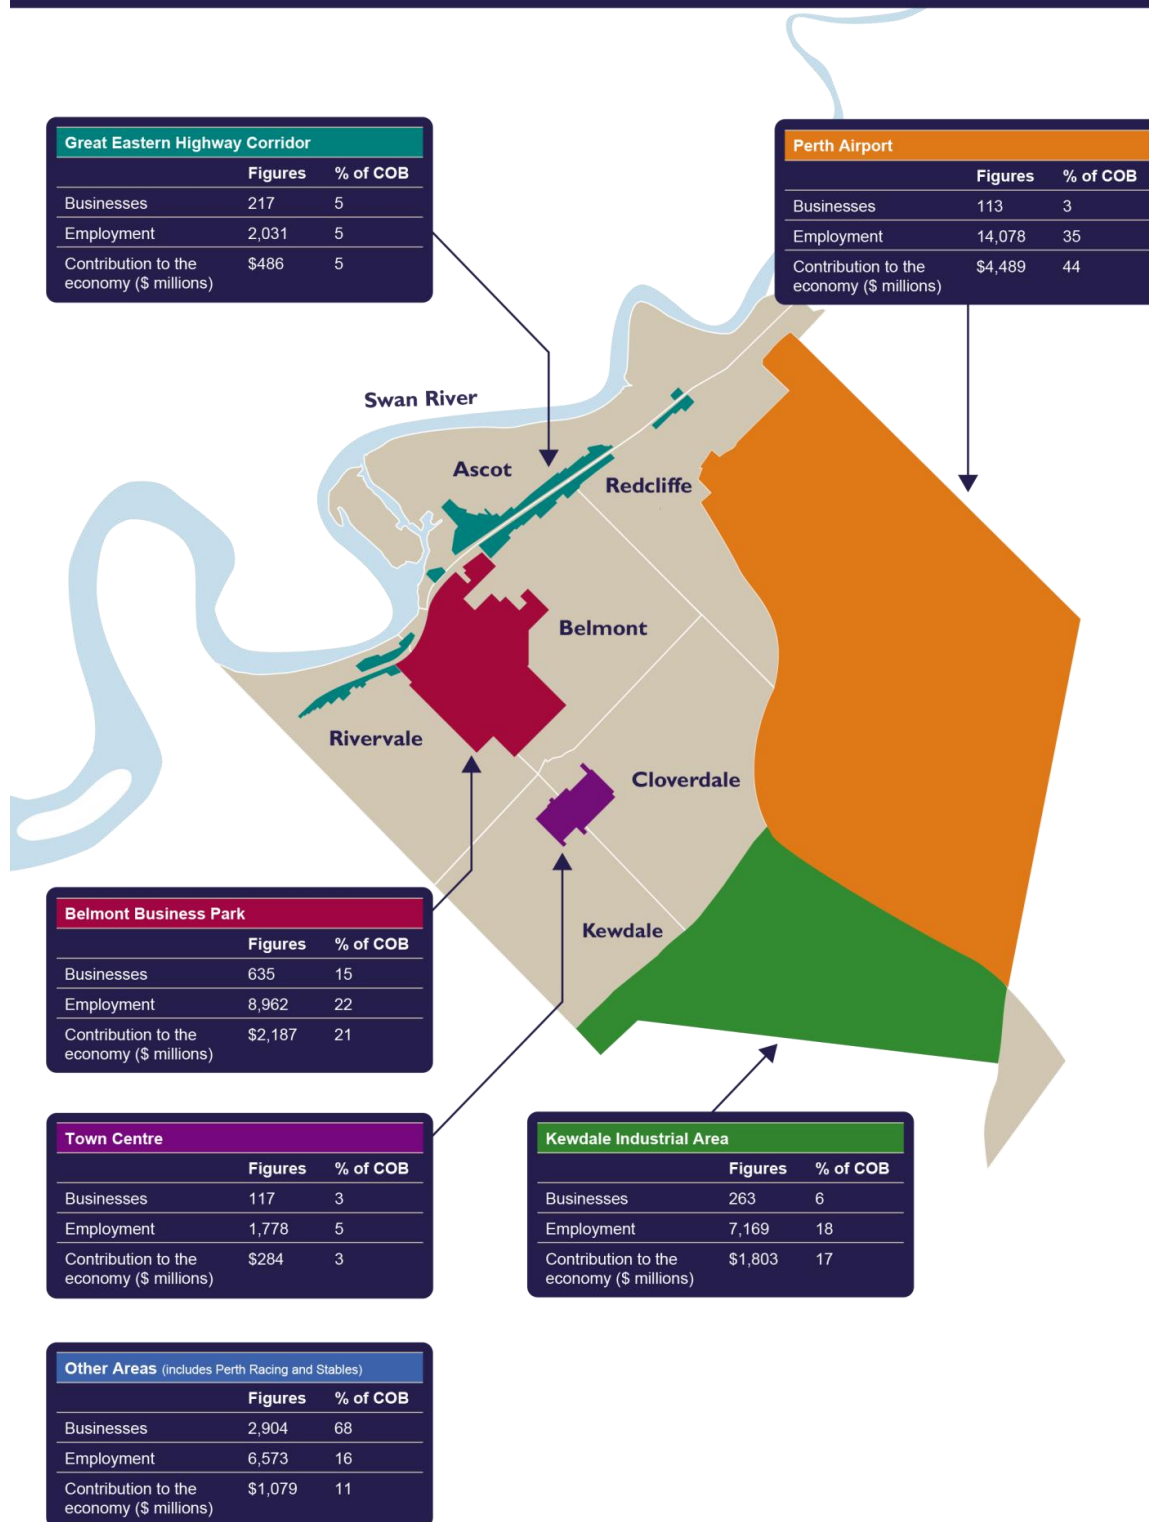 Great Eastern Highway Corridor
Figures % of COB
Businesses 217 5
Employment 2,031 5
Contribution to the
economy ($ millions) $486 5
Perth Airport
Figures % of COB
Businesses 113 3
Employment 14,078 35
Contribution to the
economy ($ millions) $4,489 44
Swan River
Ascot
Redcliffe
Belmont
Rivervale
Cloverdale
Kewdale
Belmont Business Park
Figures % of COB
Businesses 635 15
Employment 8,962 22
Contribution to the
economy ($ millions) $2,187 21
Town Centre
Figures % of COB
Businesses 117 3
Employment 1,778 5
Contribution to the
economy ($ millions) $284 3
Kewdale Industrial Area
Figures % of COB
Businesses 263 6
Employment 7,169 18
Contribution to the
economy ($ millions) $1,803 17
Other Areas (includes Perth Racing and Stables)
Figures % of COB
Businesses 2,904 68
Employment 6,573 16
Contribution to the
economy ($ millions) $1,079 11